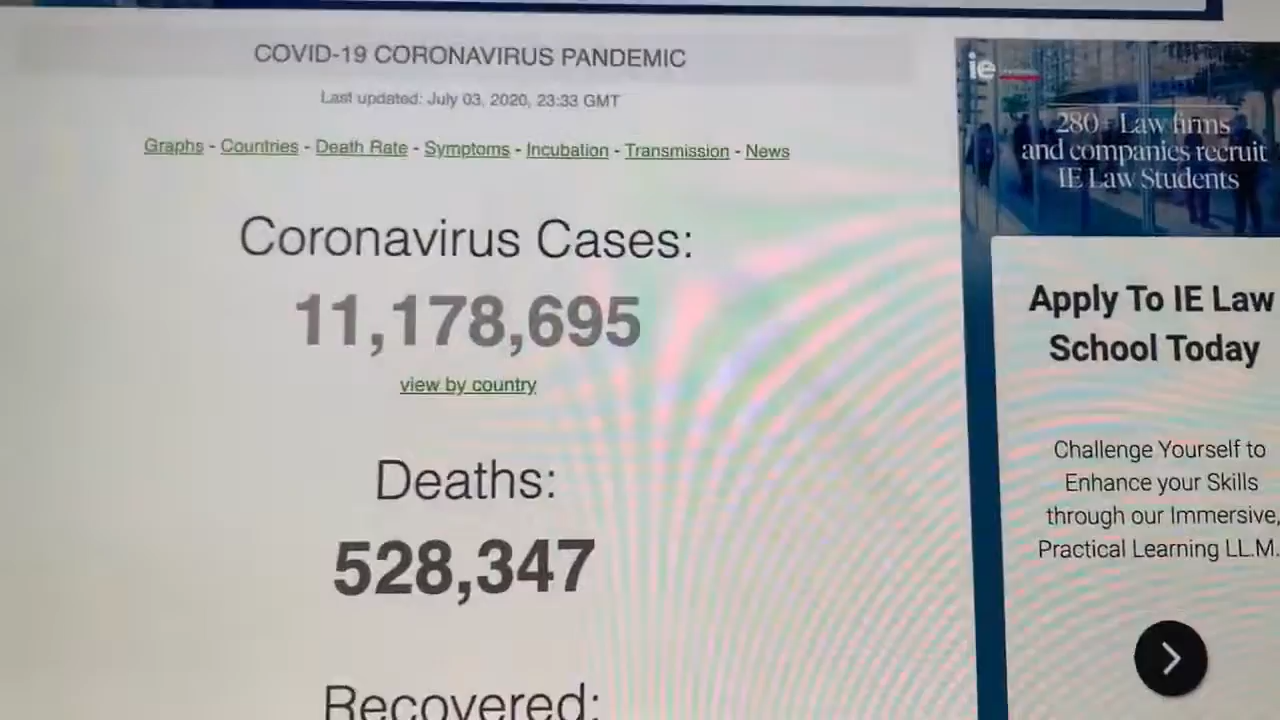 COVID-19 CORONAVIRUS PANDEMIC
Last updated: July 03, 2020, 23:33 GMT
Graphs - Countries - Death Rate - Symptoms - Incubation - Transmission - News
Coronavirus Cases:
11,178,695
view by country
Deaths:
528,347
Recovered:
ie
280+ Law firms
and companies recruit
IE Law Students
Apply To IE Law
School Today
Challenge Yourself to
Enhance your Skills
through our Immersive,
Practical Learning LL.M.